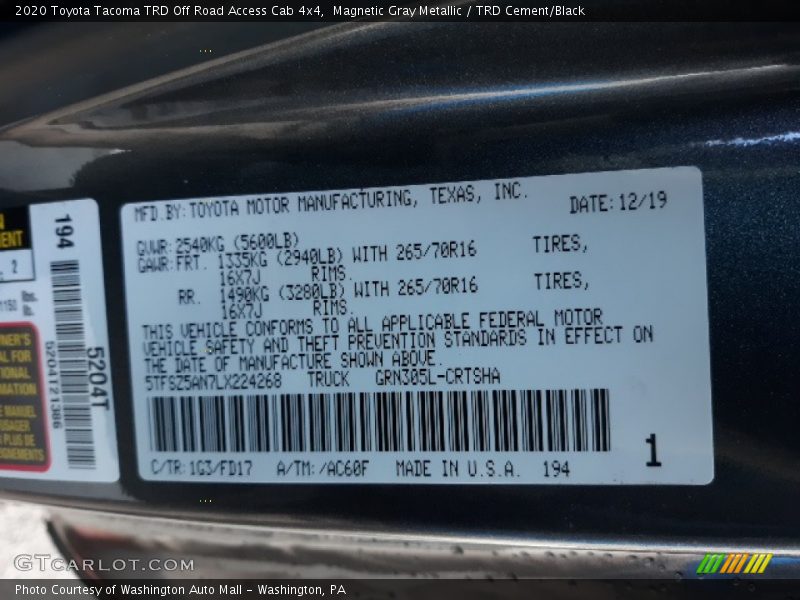 2020 Toyota Tacoma TRD Off Road Access Cab 4x4,  Magnetic Gray Metallic / TRD Cement/Black
MFD.BY:TOYOTA MOTOR MANUFACTURING, TEXAS, INC.
DATE:12/19
GVWR:2540KG (5600LB)
GAWR:FRT. 1335KG (2940LB) WITH 265/70R16 TIRES,
16X7J RIMS.
RR. 1490KG (3280LB) WITH 265/70R16 TIRES,
16X7J RIMS.
THIS VEHICLE CONFORMS TO ALL APPLICABLE FEDERAL MOTOR
VEHICLE SAFETY AND THEFT PREVENTION STANDARDS IN EFFECT ON
THE DATE OF MANUFACTURE SHOWN ABOVE.
5TFSZ5AN7LX224268 TRUCK GRN305L-CRTSHA
C/TR:1G3/FD17 A/TM:/AC60F MADE IN U.S.A. 194
1
194
5204T
5204T21386
2
GTCARLOT.COM
Photo Courtesy of Washington Auto Mall – Washington, PA